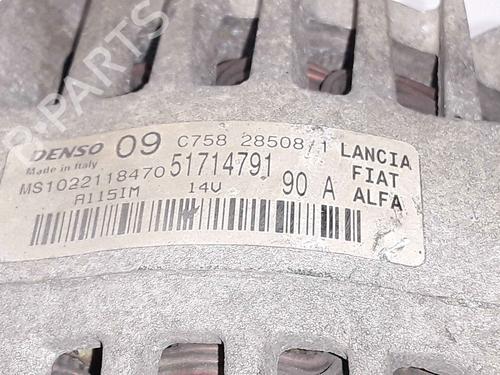 B-PARTS
DENSO 09 C758 28508/1 LANCIA
Made in Italy
MS1022118470 51714791 FIAT
A115IM 14V 90 A ALFA